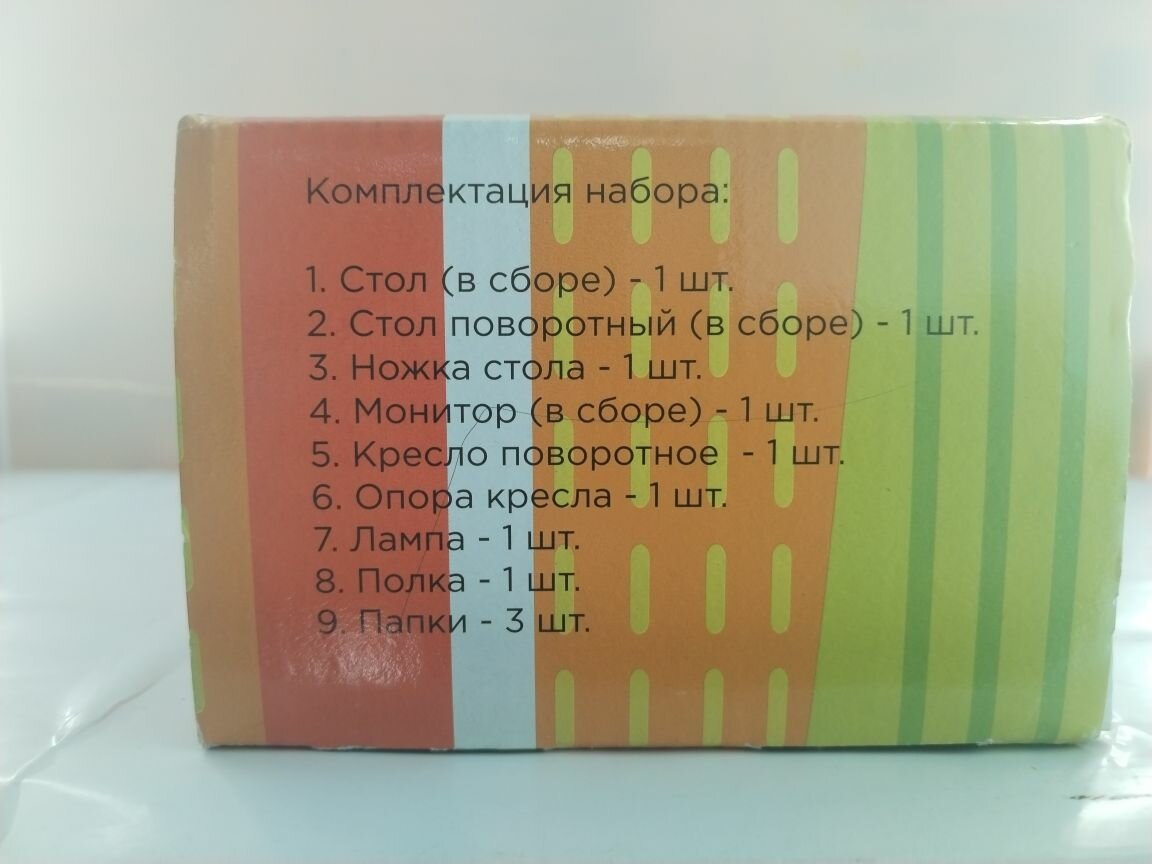 Комплектация набора:
1. Стол (в сборе) - 1 шт.
2. Стол поворотный (в сборе) - 1 шт.
3. Ножка стола - 1 шт.
4. Монитор (в сборе) - 1 шт.
5. Кресло поворотное - 1 шт.
6. Опора кресла - 1 шт.
7. Лампа - 1 шт.
8. Полка - 1 шт.
9. Папки - 3 шт.